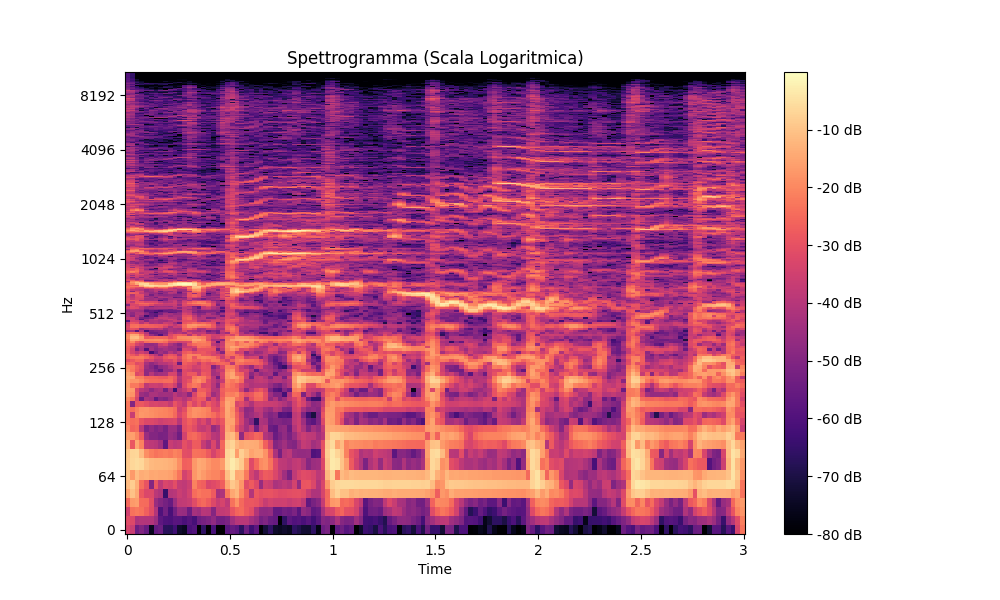 Spettrogramma (Scala Logaritmica)
8192
4096
2048
1024
512
256
128
64
0
Hz
0
0.5
1
1.5
2
2.5
3
Time
-10 dB
-20 dB
-30 dB
-40 dB
-50 dB
-60 dB
-70 dB
-80 dB